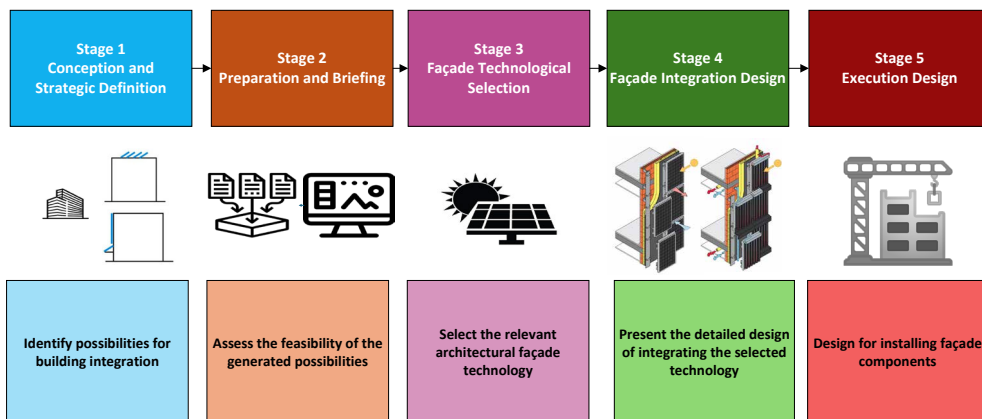 Stage 1
Conception and
Strategic Definition
Stage 2
Preparation and Briefing
Stage 3
Façade Technological
Selection
Stage 4
Façade Integration Design
Stage 5
Execution Design
Identify possibilities for
building integration
Assess the feasibility of the
generated possibilities
Select the relevant
architectural façade
technology
Present the detailed design
of integrating the selected
technology
Design for installing façade
components